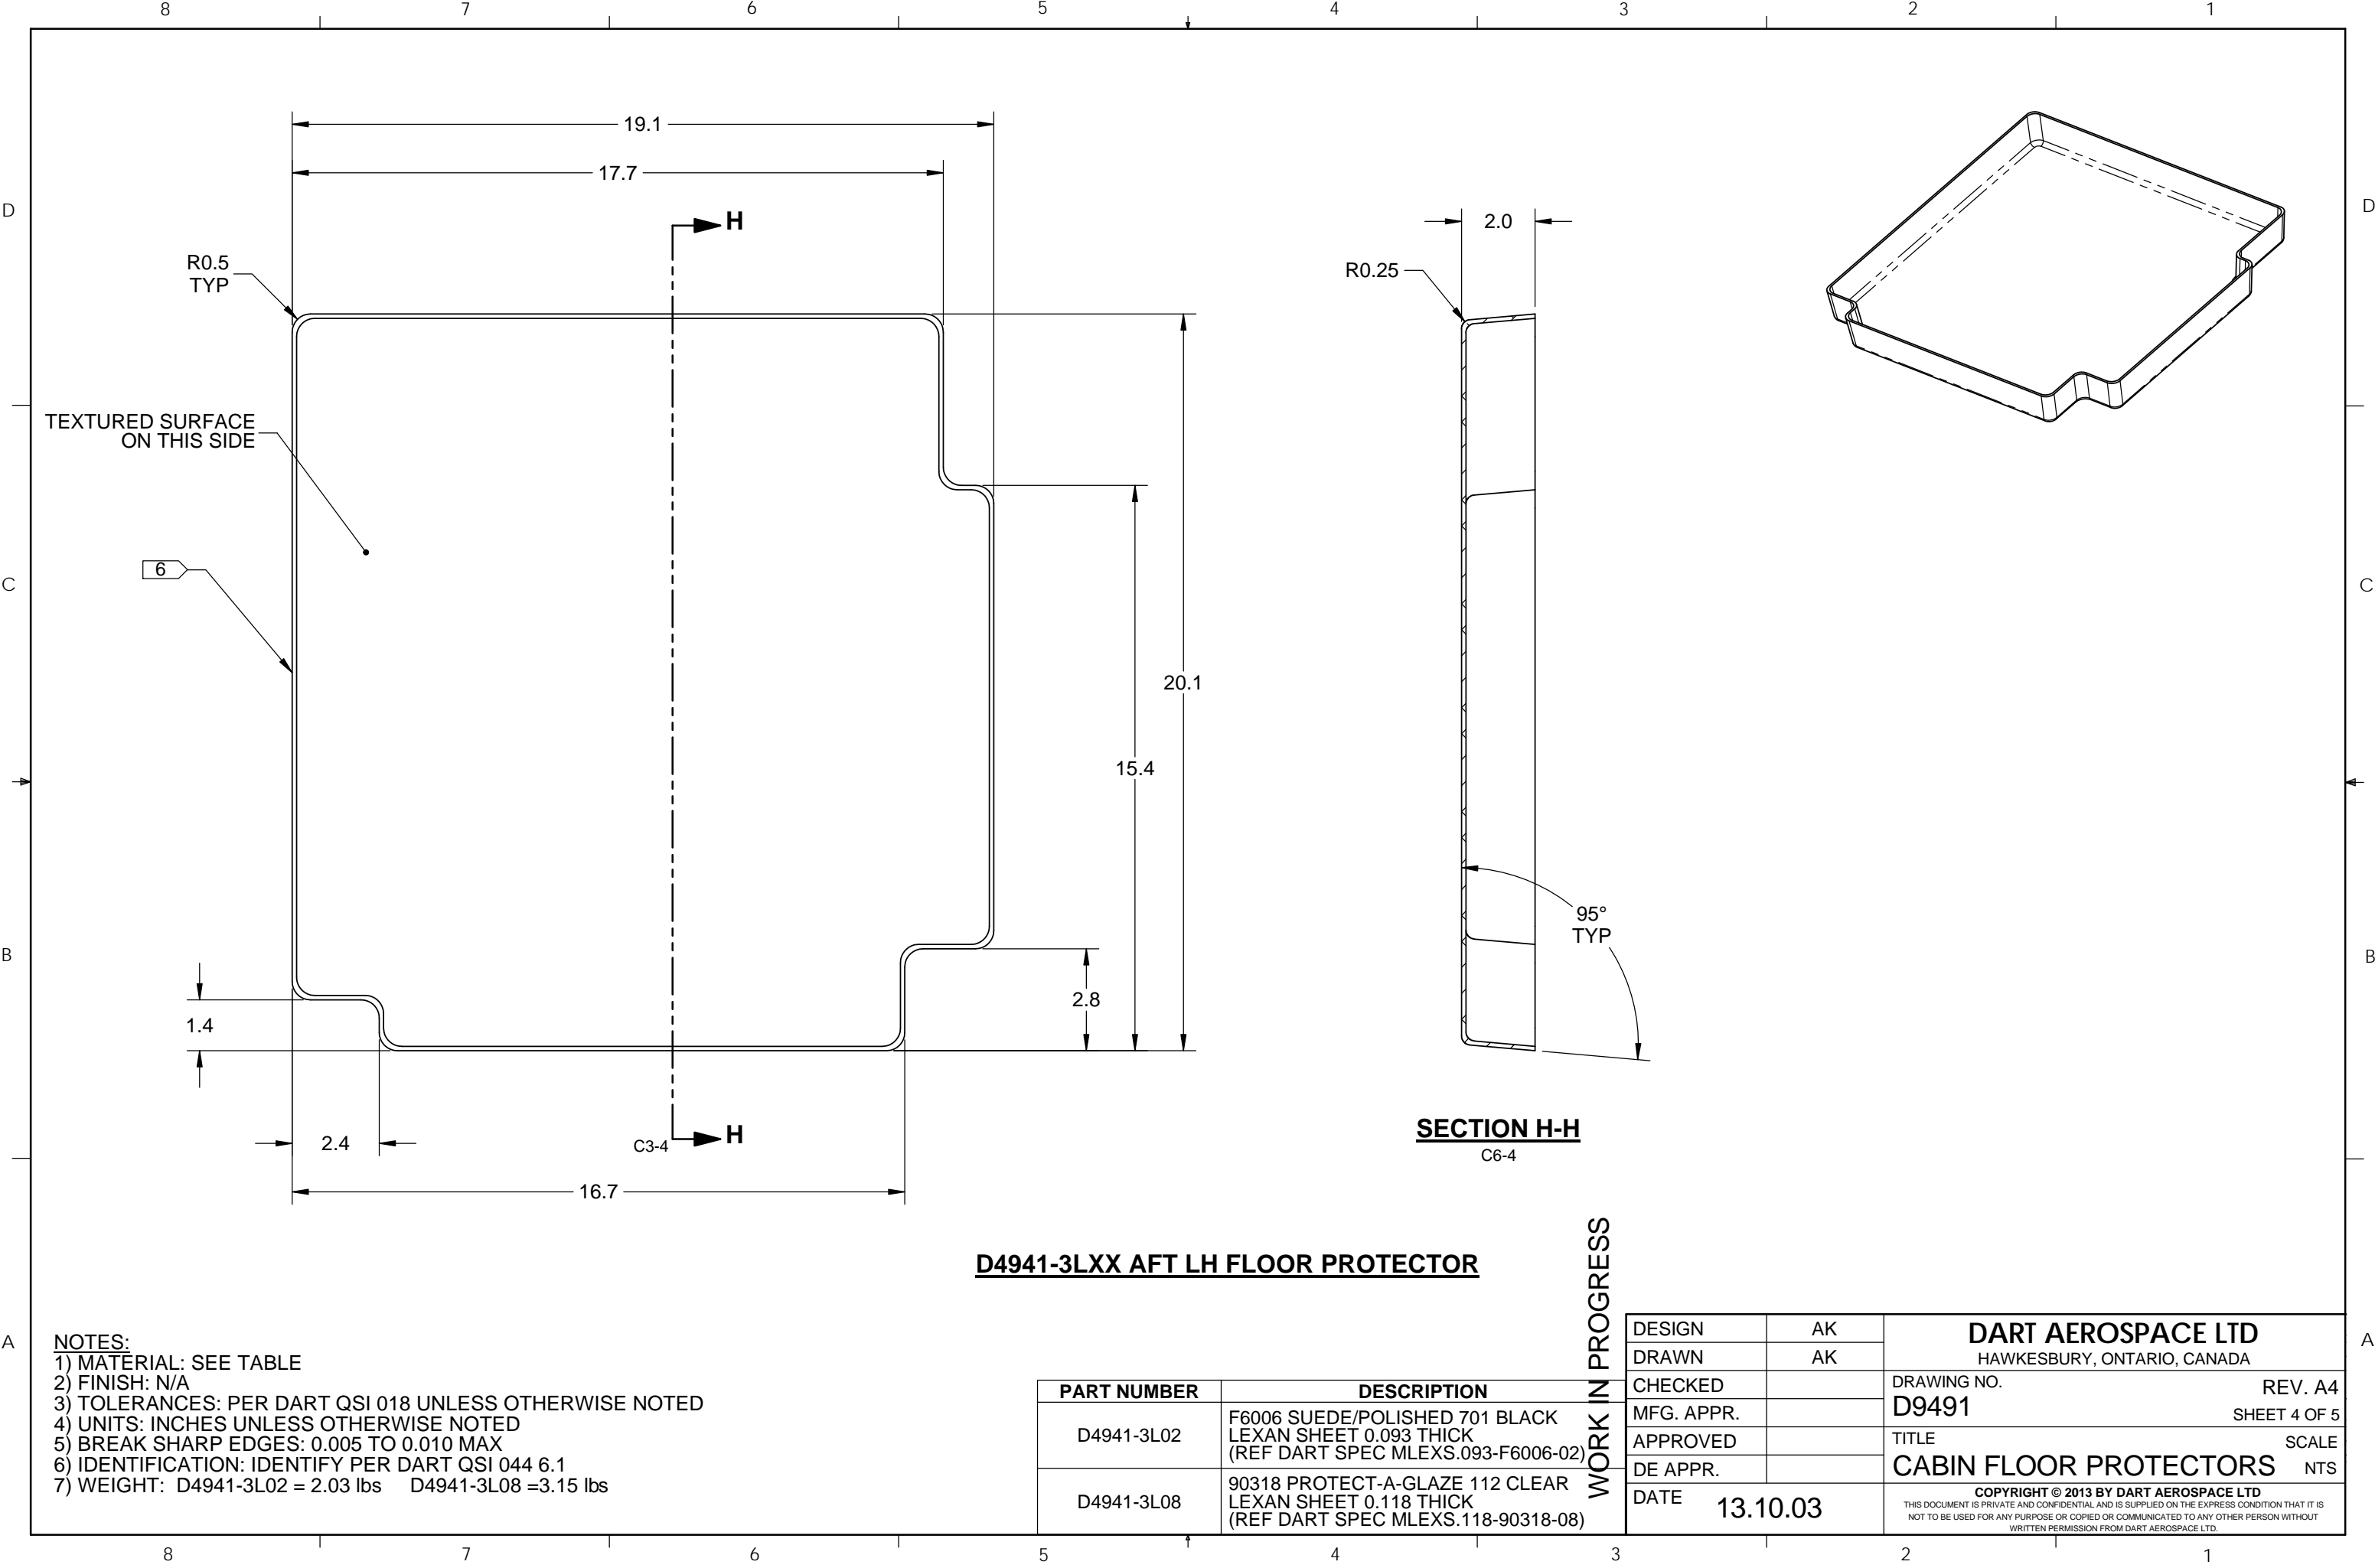 8 7 6 5 4 3 2 1
D
D
C
C
B
B
A
A
19.1
17.7
H
R0.5
TYP
TEXTURED SURFACE
ON THIS SIDE
6
20.1
15.4
2.8
1.4
2.4
C3-4
H
16.7
2.0
R0.25
95°
TYP
SECTION H-H
C6-4
D4941-3LXX AFT LH FLOOR PROTECTOR
NOTES:
1) MATERIAL: SEE TABLE
2) FINISH: N/A
3) TOLERANCES: PER DART QSI 018 UNLESS OTHERWISE NOTED
4) UNITS: INCHES UNLESS OTHERWISE NOTED
5) BREAK SHARP EDGES: 0.005 TO 0.010 MAX
6) IDENTIFICATION: IDENTIFY PER DART QSI 044 6.1
7) WEIGHT: D4941-3L02 = 2.03 lbs D4941-3L08 =3.15 lbs
PART NUMBER DESCRIPTION
D4941-3L02
F6006 SUEDE/POLISHED 701 BLACK
LEXAN SHEET 0.093 THICK
(REF DART SPEC MLEXS.093-F6006-02)
D4941-3L08
90318 PROTECT-A-GLAZE 112 CLEAR
LEXAN SHEET 0.118 THICK
(REF DART SPEC MLEXS.118-90318-08)
WORK IN PROGRESS
DESIGN AK
DRAWN AK
CHECKED
MFG. APPR.
APPROVED
DE APPR.
DATE 13.10.03
DART AEROSPACE LTD
HAWKESBURY, ONTARIO, CANADA
DRAWING NO. REV. A4
D9491 SHEET 4 OF 5
TITLE SCALE
CABIN FLOOR PROTECTORS NTS
COPYRIGHT © 2013 BY DART AEROSPACE LTD
THIS DOCUMENT IS PRIVATE AND CONFIDENTIAL AND IS SUPPLIED ON THE EXPRESS CONDITION THAT IT IS
NOT TO BE USED FOR ANY PURPOSE OR COPIED OR COMMUNICATED TO ANY OTHER PERSON WITHOUT
WRITTEN PERMISSION FROM DART AEROSPACE LTD.
8 7 6 5 4 3 2 1